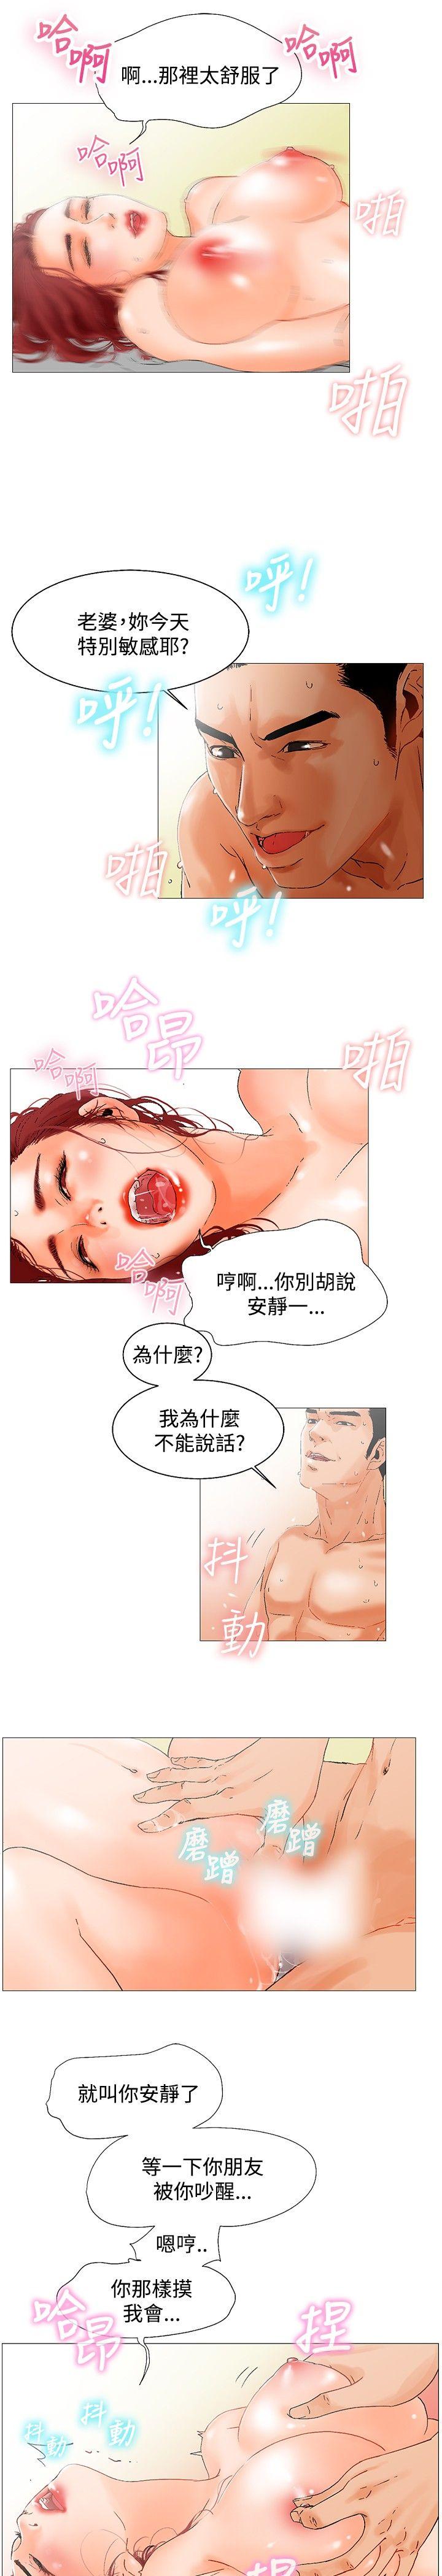 哈啊
哈啊
啊...那裡太舒服了
哈啊
啪
啪
呼!
老婆,妳今天
特別敏感耶?
呼!
啪
呼!
哈昂
哈啊
啪
哈啊
哼啊...你別胡說
安靜一...
為什麼?
我為什麼
不能說話?
抖動
磨蹭
磨蹭
就叫你安靜了
等一下你朋友
被你吵醒...
嗯哼..
你那樣摸
我會...
哈昂
捏
抖動
抖動
捏